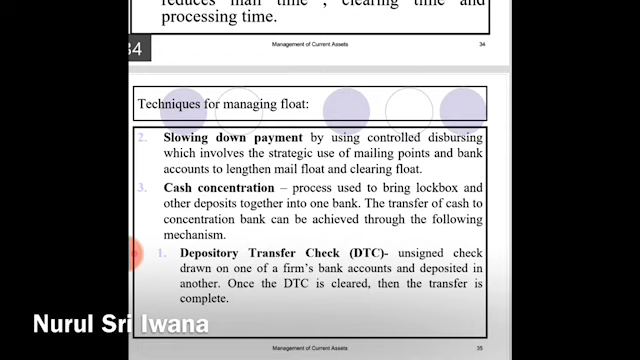 reduces mail time , clearing time and
processing time.
34
Management of Current Assets
34
Techniques for managing float:
2. Slowing down payment by using controlled disbursing
which involves the strategic use of mailing points and bank
accounts to lengthen mail float and clearing float.
3. Cash concentration – process used to bring lockbox and
other deposits together into one bank. The transfer of cash to
concentration bank can be achieved through the following
mechanism.
1. Depository Transfer Check (DTC)- unsigned check
drawn on one of a firm's bank accounts and deposited in
another. Once the DTC is cleared, then the transfer is
complete.
Nurul Sri Iwana
Management of Current Assets
35